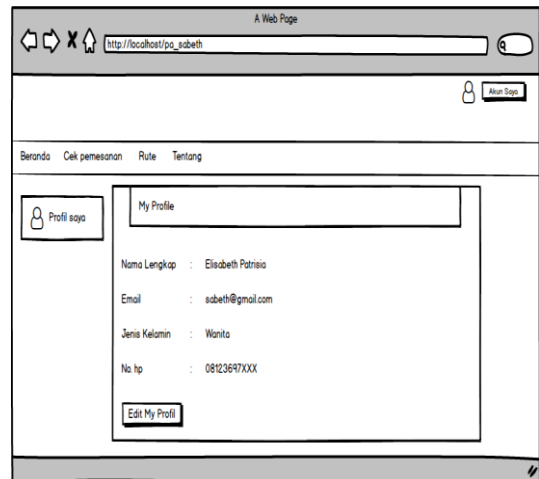 A Web Page
http://localhost/pa_sabeth
Akun Saya
Beranda Cek pemesanan Rute Tentang
Profil saya
My Profile
Nama Lengkap : Elisabeth Patrisia
Email : sabeth@gmail.com
Jenis Kelamin : Wanita
No. hp : 08123697XXX
Edit My Profil